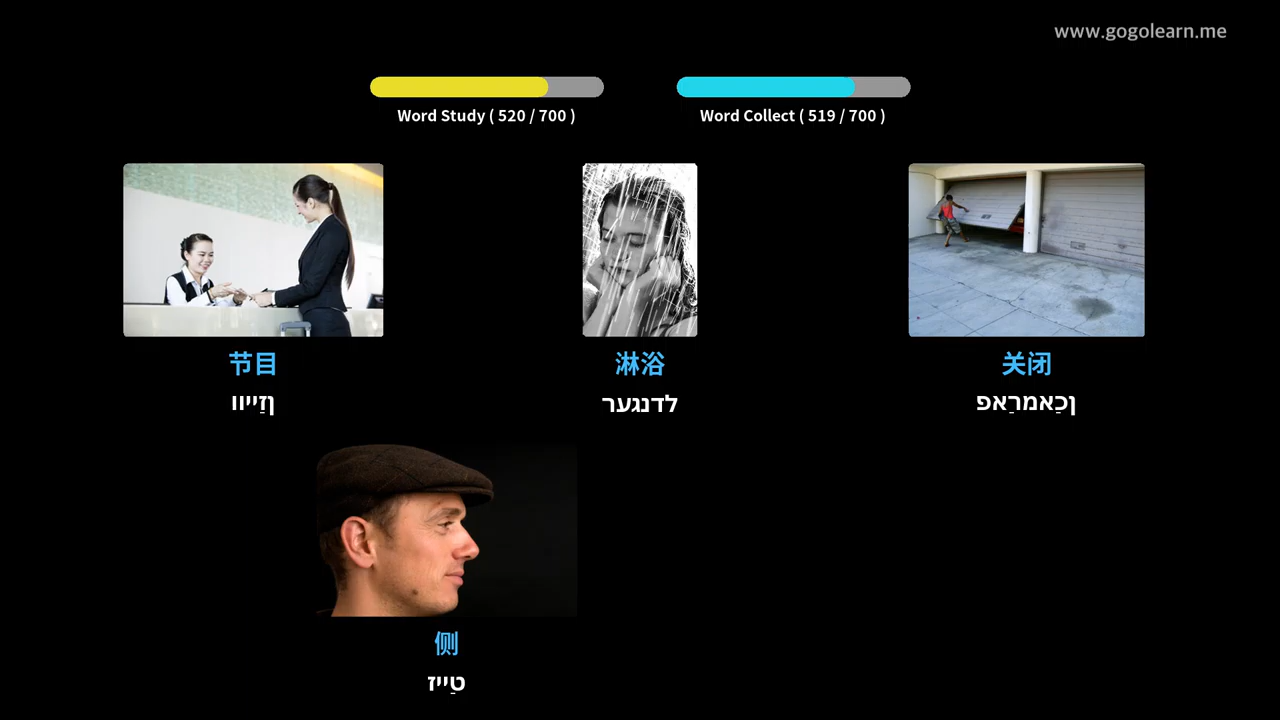 www.gogolearn.me
Word Study ( 520 / 700 )
Word Collect ( 519 / 700 )
节目
ןזַייוו
淋浴
לדנגער
关闭
ןכַאמרַאפ
侧
טַייז